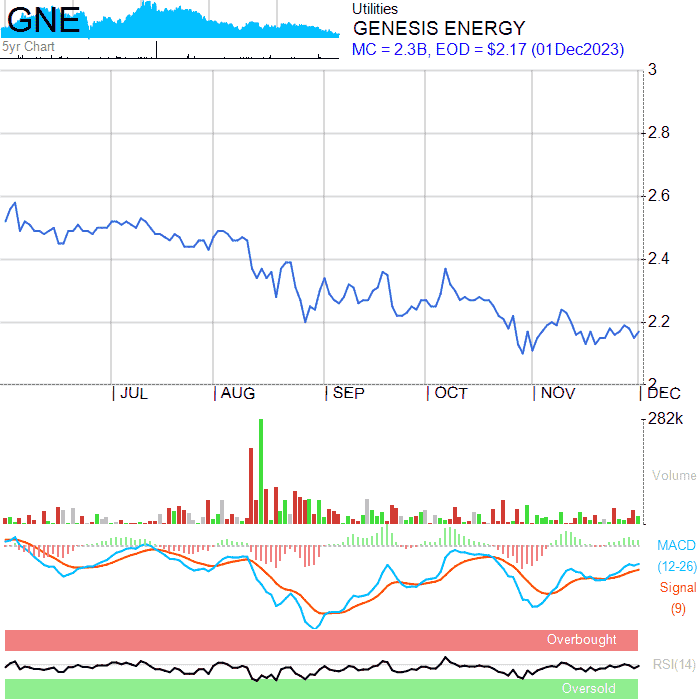 GNE
5yr Chart
Utilities
GENESIS ENERGY
MC = 2.3B, EOD = $2.17 (01Dec2023)
3
2.8
2.6
2.4
2.2
2
JUL AUG SEP OCT NOV DEC
282k
Volume
MACD
(12-26)
Signal
(9)
Overbought
RSI(14)
Oversold